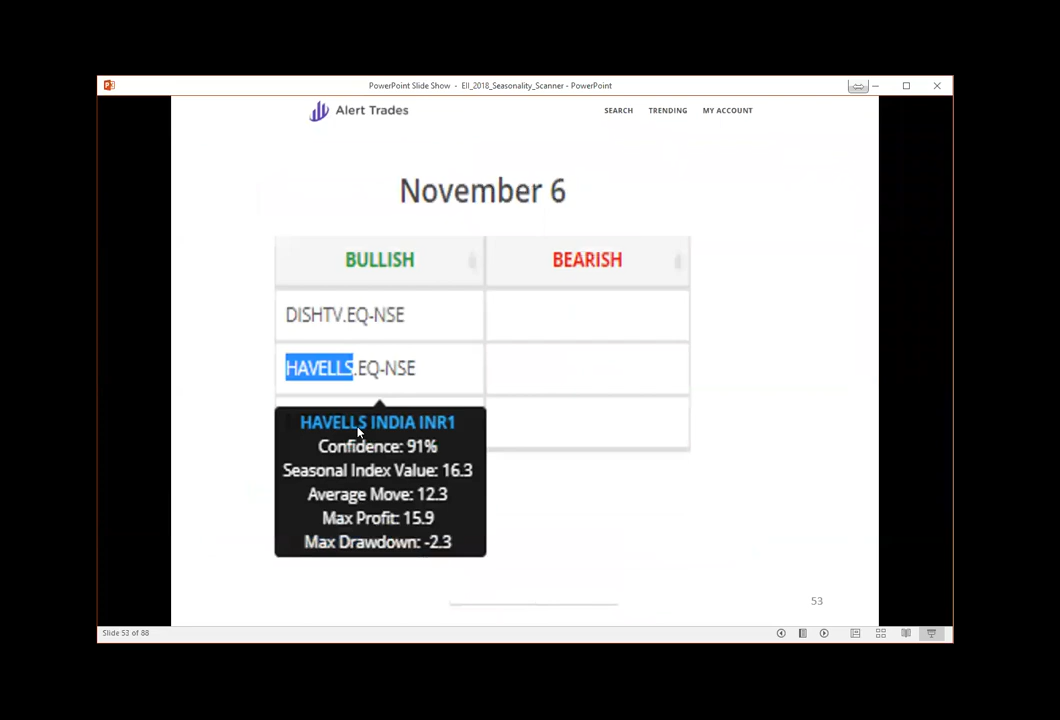 PowerPoint Slide Show - EII_2018_Seasonality_Scanner - PowerPoint
Alert Trades
SEARCH TRENDING MY ACCOUNT
November 6
BULLISH BEARISH
DISHTV.EQ-NSE
HAVELLS.EQ-NSE
HAVELLS INDIA INR1
Confidence: 91%
Seasonal Index Value: 16.3
Average Move: 12.3
Max Profit: 15.9
Max Drawdown: -2.3
53
Slide 53 of 88